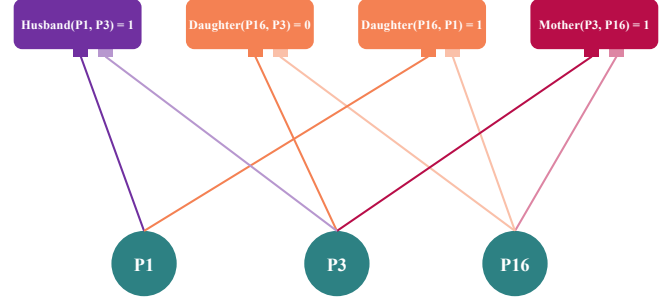 Husband(P1, P3) = 1
Daughter(P16, P3) = 0
Daughter(P16, P1) = 1
Mother(P3, P16) = 1
P1
P3
P16